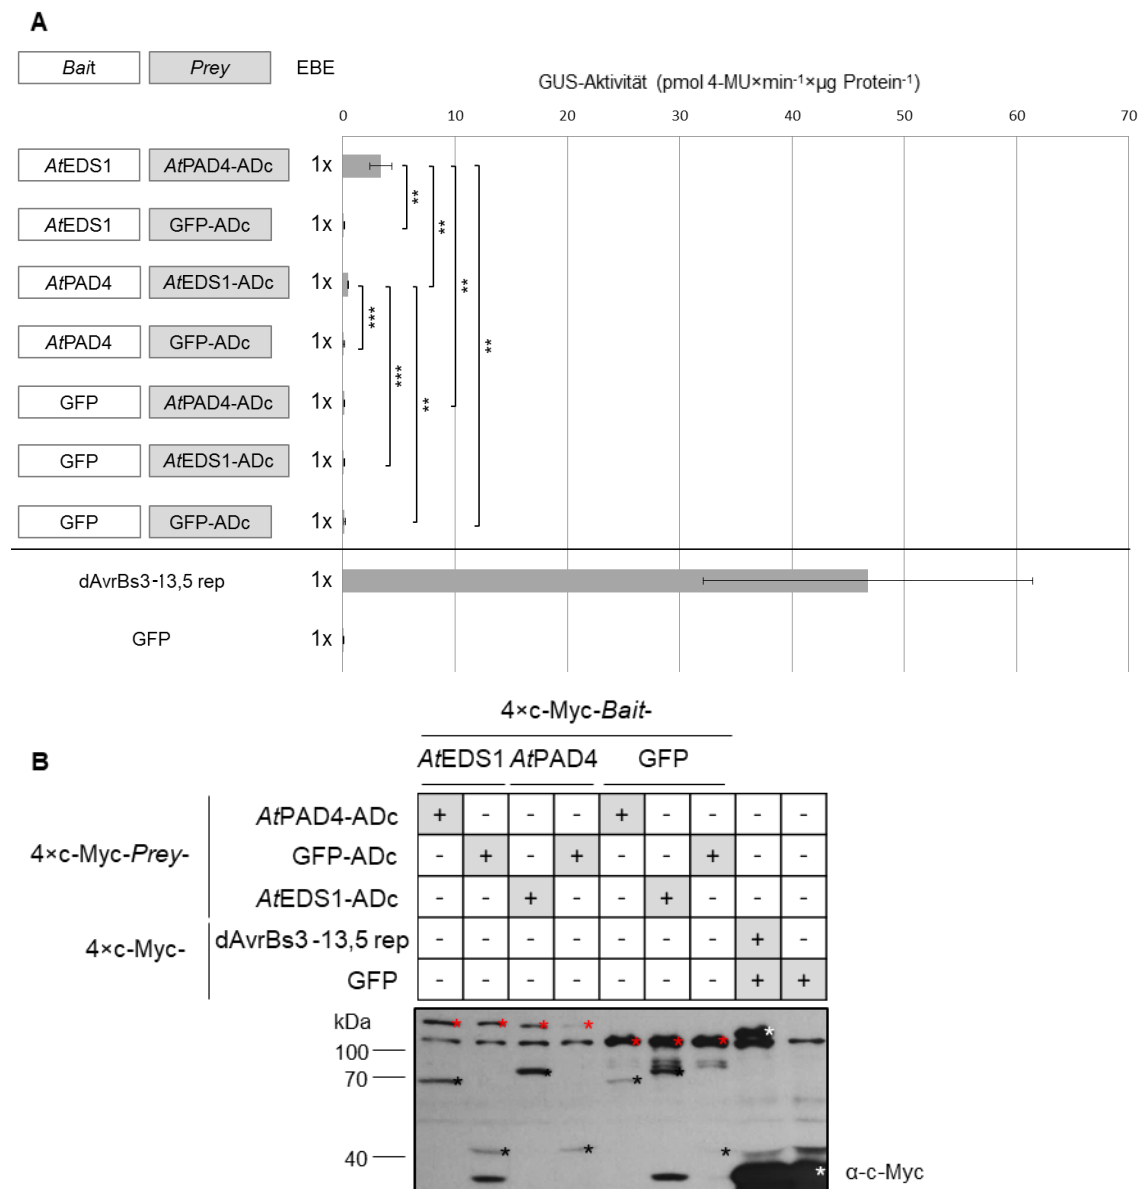 A
Bait Prey EBE
GUS-Aktivität (pmol 4-MU×min⁻¹×µg Protein⁻¹)
0 10 20 30 40 50 60 70
AtEDS1 AtPAD4-ADc 1x
AtEDS1 GFP-ADc 1x
AtPAD4 AtEDS1-ADc 1x
AtPAD4 GFP-ADc 1x
GFP AtPAD4-ADc 1x
GFP AtEDS1-ADc 1x
GFP GFP-ADc 1x
** ** ** ** *** *** **
dAvrBs3-13,5 rep 1x
GFP 1x
4×c-Myc-Bait-
B
AtEDS1 AtPAD4 GFP
4×c-Myc-Prey-
AtPAD4-ADc + - - - + - - - -
GFP-ADc - + - + - - + - -
AtEDS1-ADc - - + - - + - - -
4×c-Myc-
dAvrBs3-13,5 rep - - - - - - - + -
GFP - - - - - - - + +
kDa
* * * * * * * *
100
70
* * * *
40
* * * *
α-c-Myc